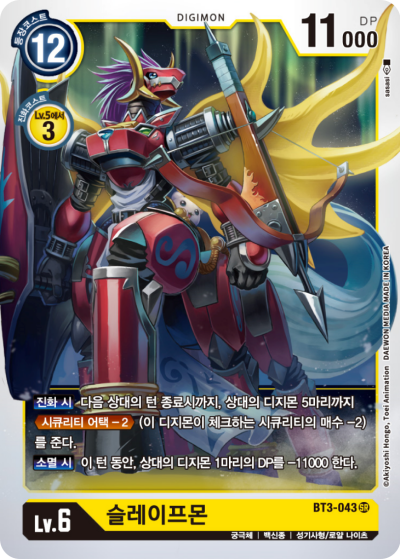 등장코스트
12
DIGIMON
DP
11000
sasasi
진화코스트
Lv.5에서
3
©Akiyoshi Hongo, Toei Animation DAEWON MEDIA MADE IN KOREA
진화 시 다음 상대의 턴 종료시까지, 상대의 디지몬 5마리까지
시큐리티 어택 -2 (이 디지몬이 체크하는 시큐리티의 매수 -2)
를 준다.
소멸 시 이 턴 동안, 상대의 디지몬 1마리의 DP를 -11000 한다.
BT3-043 SR
Lv.6 슬레이프몬
궁극체 | 백신종 | 성기사형/로얄 나이츠